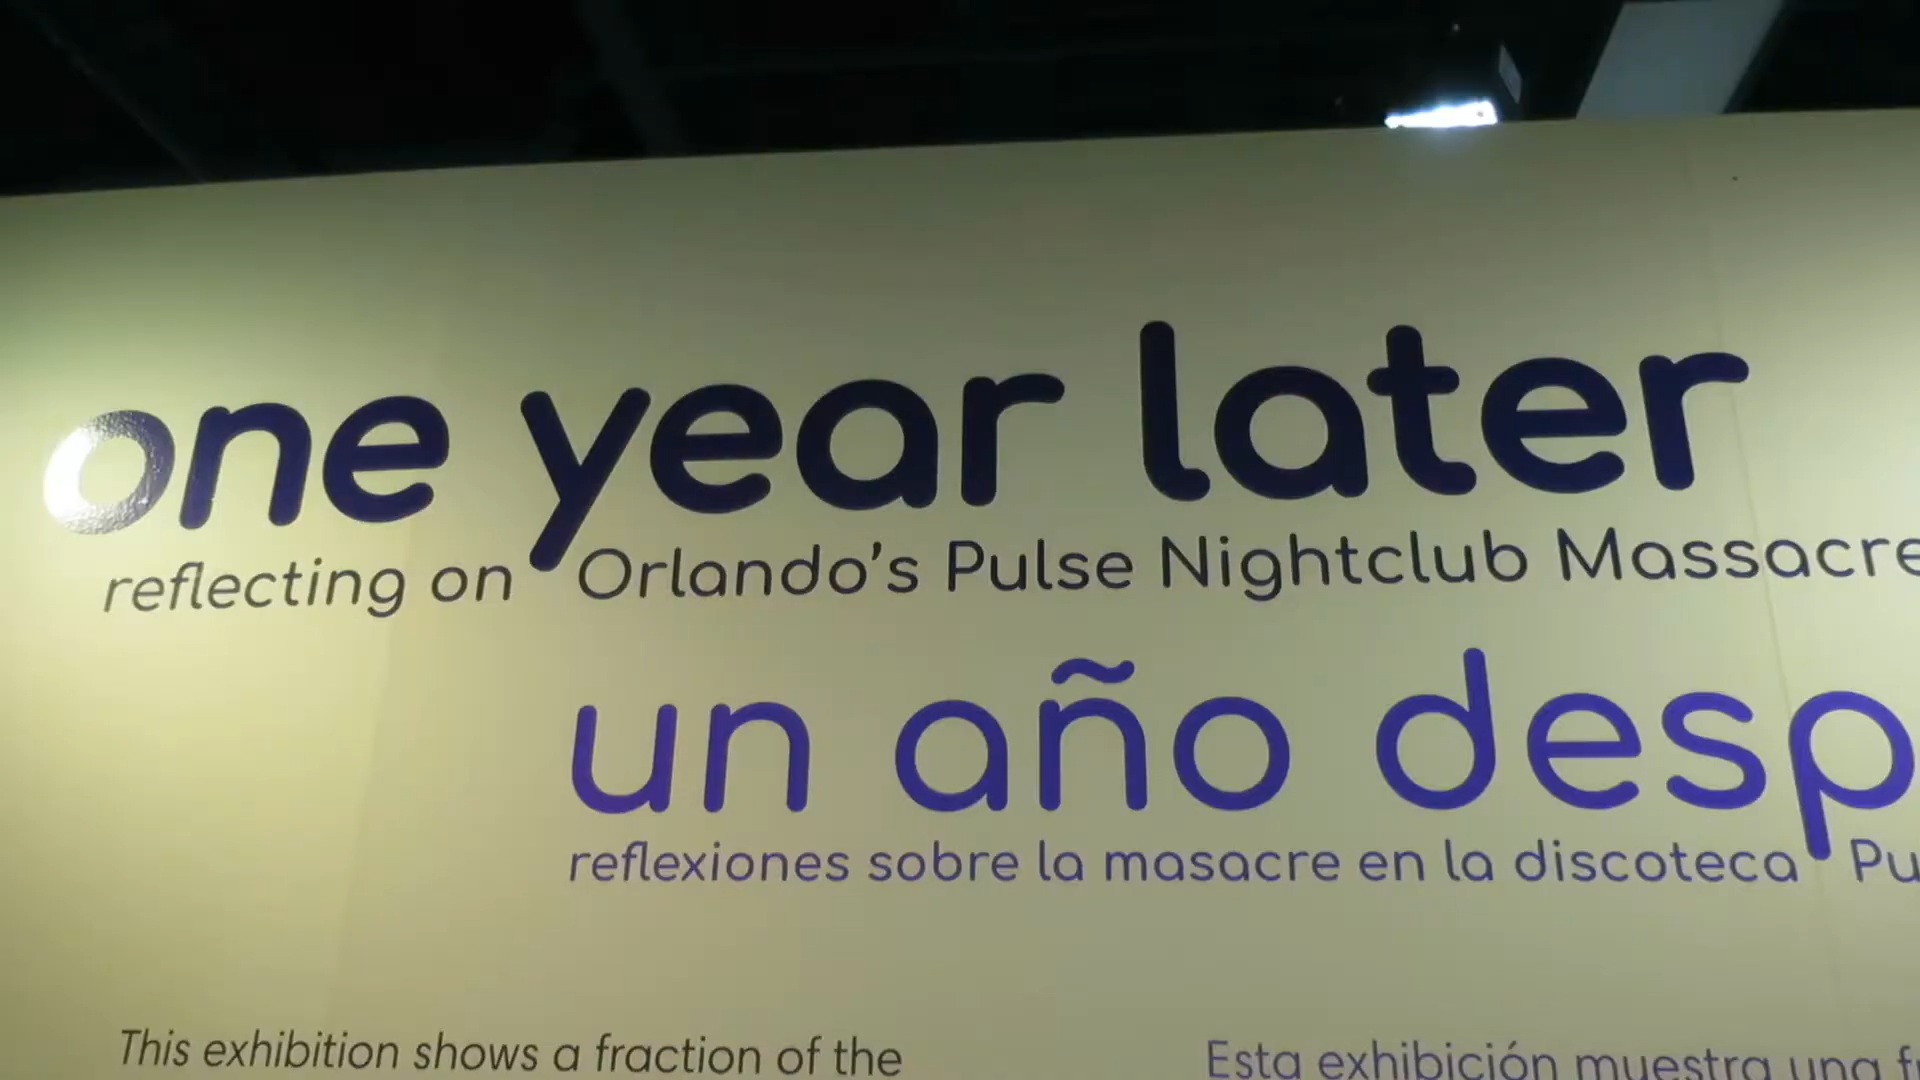 one year later
reflecting on Orlando's Pulse Nightclub Massacre
un año desp
reflexiones sobre la masacre en la discoteca Pu
This exhibition shows a fraction of the
Esta exhibición muestra una f